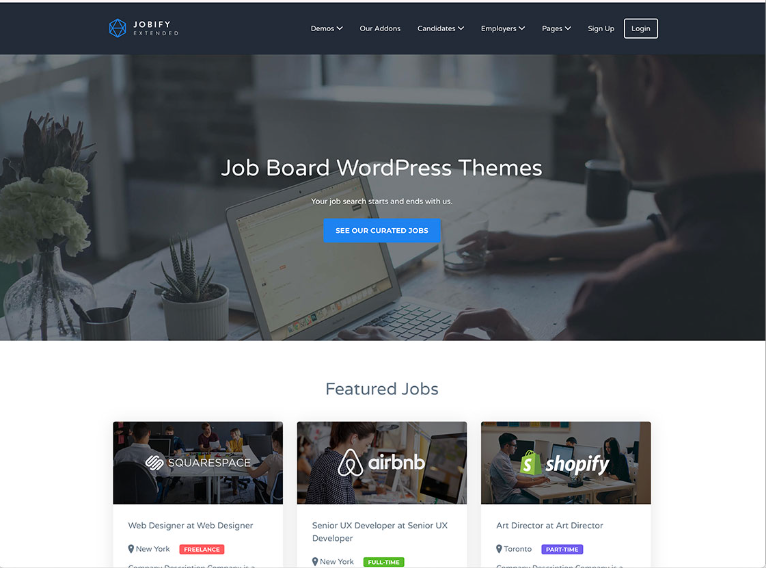 JOBIFY
EXTENDED
Demos Our Addons Candidates Employers Pages Sign Up Login
Job Board WordPress Themes
Your job search starts and ends with us.
SEE OUR CURATED JOBS
Featured Jobs
SQUARESPACE
airbnb
shopify
Web Designer at Web Designer
New York FREELANCE
Company Description Company is a
Senior UX Developer at Senior UX
Developer
New York FULL-TIME
Art Director at Art Director
Toronto PART-TIME
Company Description Company is a